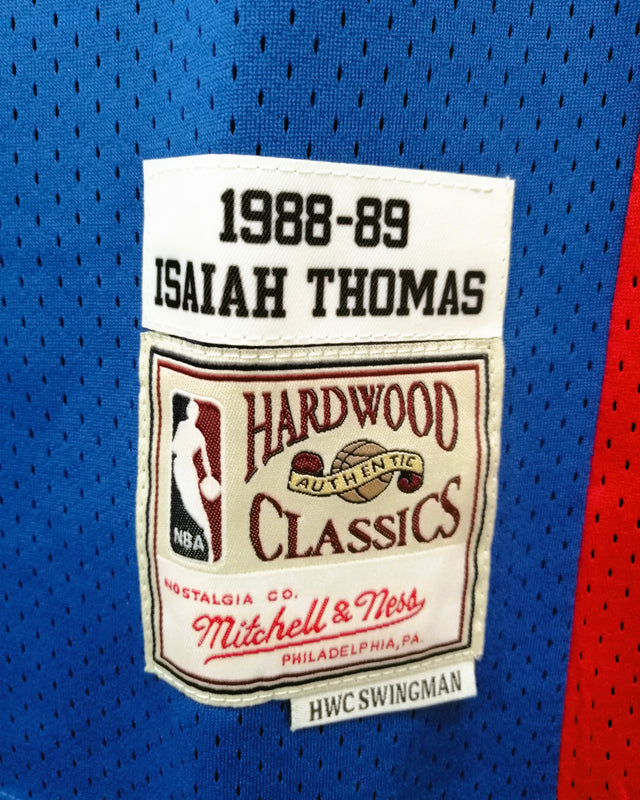 1988-89
ISAIAH THOMAS
HARDWOOD
AUTHENTIC
CLASSICS
NBA
NOSTALGIA CO.
Mitchell & Ness
PHILADELPHIA, PA.
HWC SWINGMAN